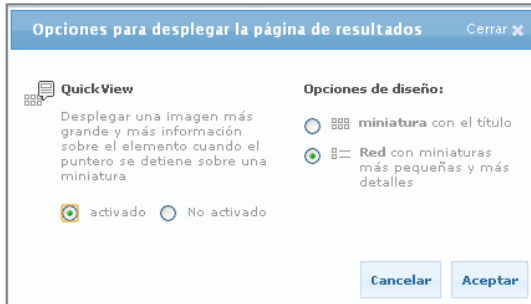 Opciones para desplegar la página de resultados
Cerrar
QuickView
Desplegar una imagen más
grande y más información
sobre el elemento cuando el
puntero se detiene sobre una
miniatura
activado
No activado
Opciones de diseño:
miniatura con el título
Red con miniaturas
más pequeñas y más
detalles
Cancelar
Aceptar